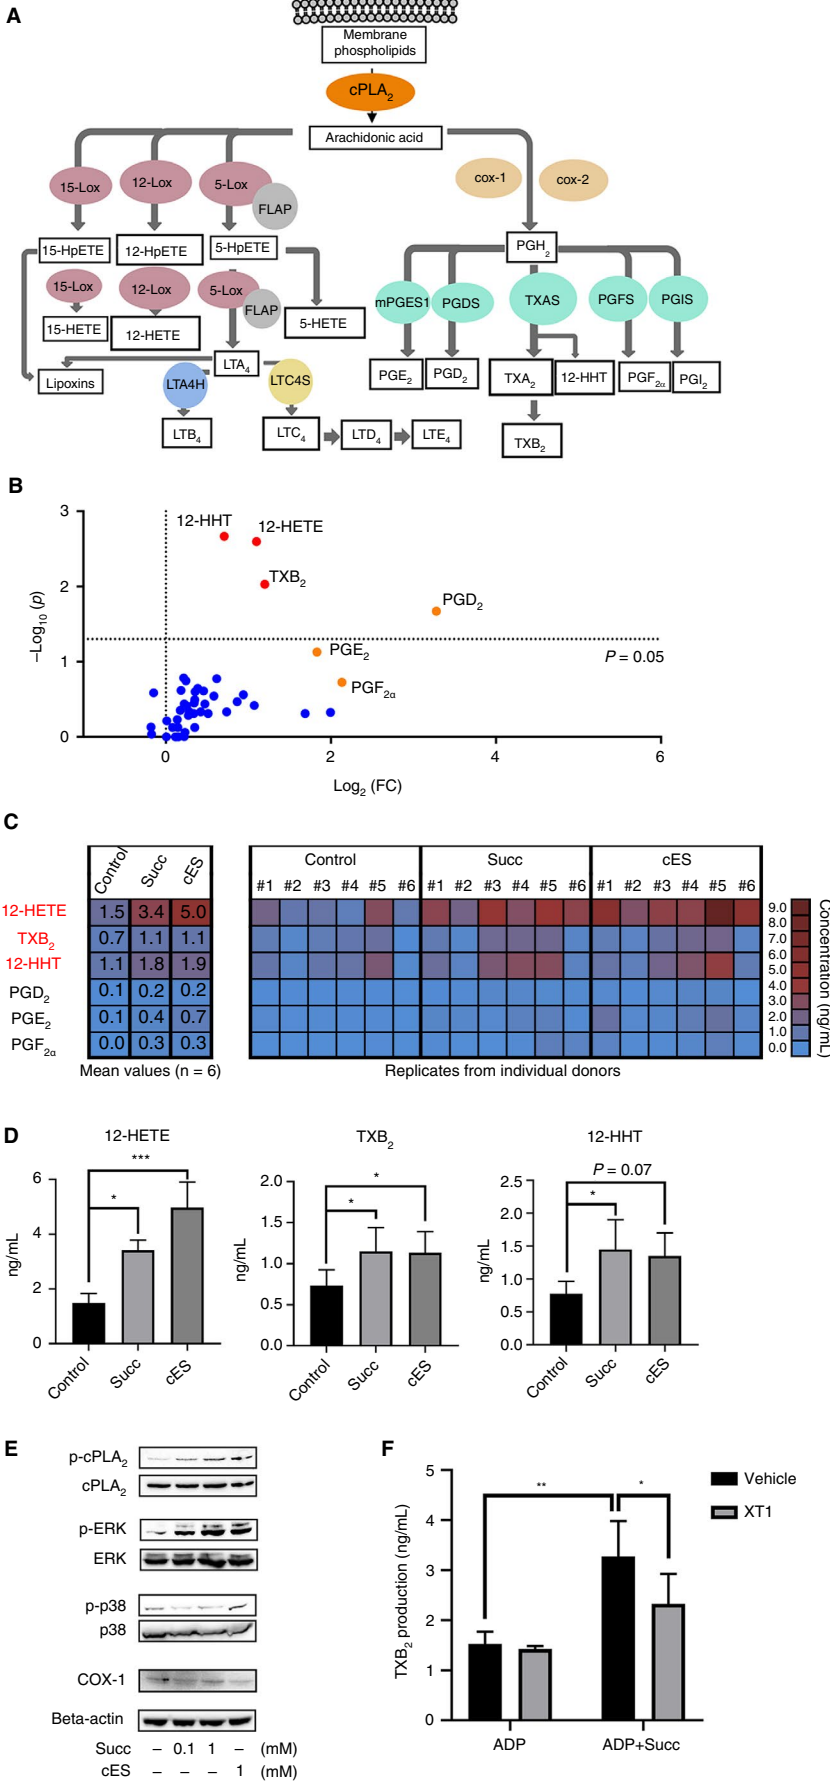 A
Membrane
phospholipids
cPLA2
Arachidonic acid
15-Lox
12-Lox
5-Lox
FLAP
cox-1
cox-2
15-HpETE
12-HpETE
5-HpETE
PGH2
15-Lox
12-Lox
5-Lox
FLAP
mPGES1
PGDS
TXAS
PGFS
PGIS
15-HETE
12-HETE
5-HETE
LTA4
Lipoxins
LTA4H
LTC4S
PGE2
PGD2
TXA2
12-HHT
PGF2α
PGI2
LTB4
LTC4
LTD4
LTE4
TXB2
B
3
2
1
0
–Log10 (p)
12-HHT
12-HETE
TXB2
PGD2
PGE2
PGF2α
P = 0.05
0 2 4 6
Log2 (FC)
C
Control Succ cES
Control Succ cES
#1 #2 #3 #4 #5 #6 #1 #2 #3 #4 #5 #6 #1 #2 #3 #4 #5 #6
12-HETE 1.5 3.4 5.0
TXB2 0.7 1.1 1.1
12-HHT 1.1 1.8 1.9
PGD2 0.1 0.2 0.2
PGE2 0.1 0.4 0.7
PGF2α 0.0 0.3 0.3
9.0
8.0
7.0
6.0
5.0
4.0
3.0
2.0
1.0
0.0
Concentration (ng/mL)
Mean values (n = 6)
Replicates from individual donors
D
12-HETE
***
*
6
4
2
0
ng/mL
Control Succ cES
TXB2
*
*
2.0
1.5
1.0
0.5
0.0
ng/mL
Control Succ cES
12-HHT
P = 0.07
*
2.5
2.0
1.5
1.0
0.5
0.0
ng/mL
Control Succ cES
E
p-cPLA2
cPLA2
p-ERK
ERK
p-p38
p38
COX-1
Beta-actin
Succ – 0.1 1 – (mM)
cES – – – 1 (mM)
F
5
4
3
2
1
0
TXB2 production (ng/mL)
**
*
Vehicle
XT1
ADP
ADP+Succ